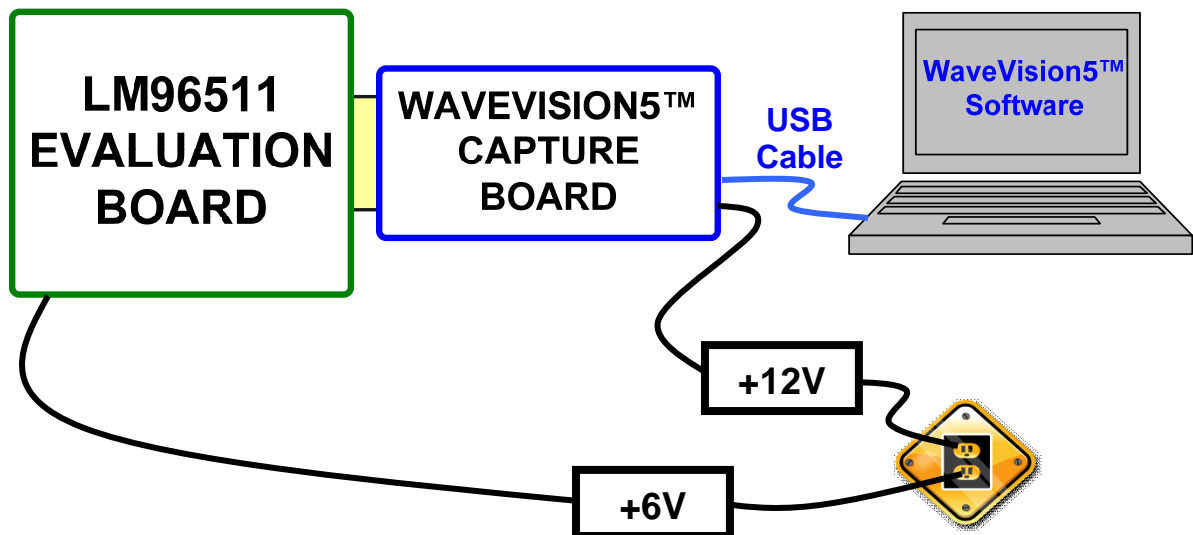 LM96511
EVALUATION
BOARD
WAVEVISION5™
CAPTURE
BOARD
USB
Cable
WaveVision5™
Software
+12V
+6V